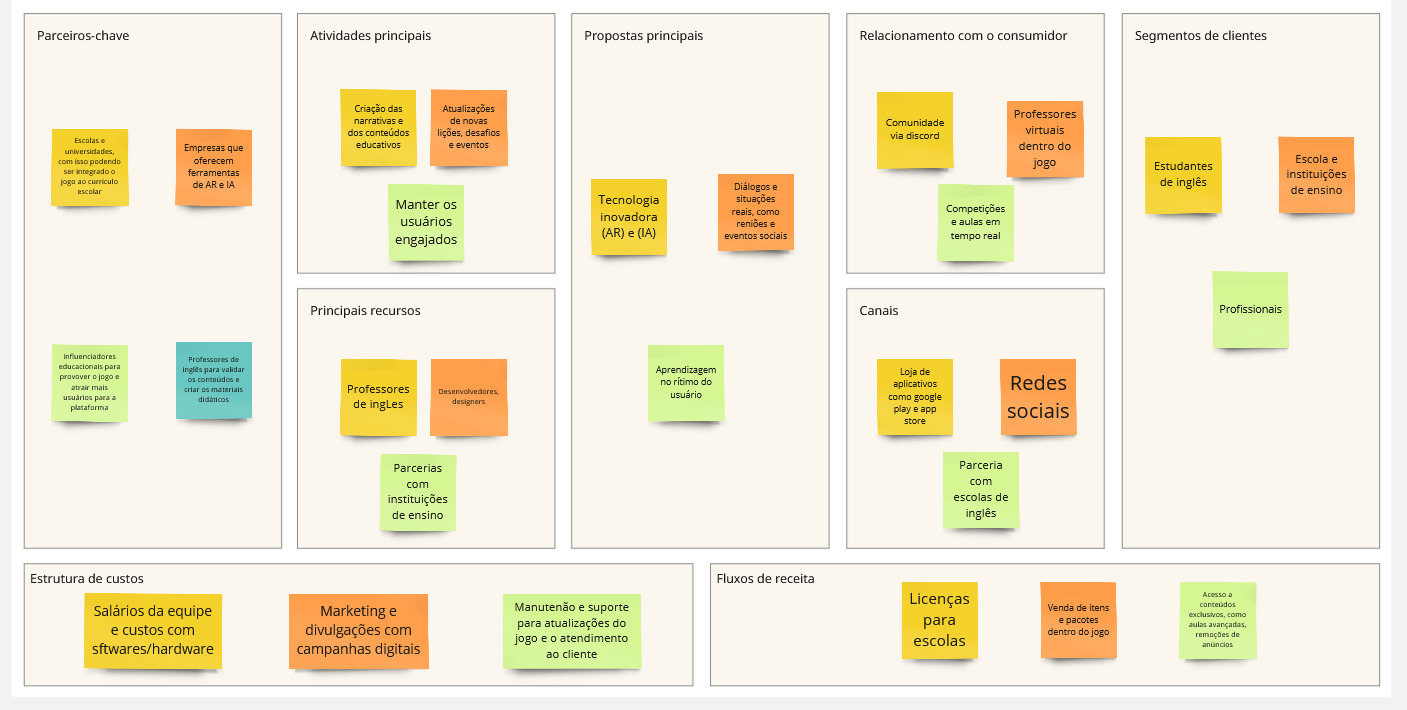 Parceiros-chave
Escolas e
universidades,
com isso podendo
ser integrado o
jogo ao currículo
escolar
Empresas que
oferecem
ferramentas
de AR e IA
Influenciadores
educacionais para
provover o jogo e
atrair mais
usuários para a
plataforma
Professores de
inglês para validar
os conteúdos e
criar os materiais
didáticos
Atividades principais
Criação das
narrativas e
dos conteúdos
educativos
Atualizações
de novas
lições, desafios
e eventos
Manter os
usuários
engajados
Principais recursos
Professores
de ingLes
Desenvolvedores,
designers
Parcerias
com
instituições
de ensino
Propostas principais
Tecnologia
inovadora
(AR) e (IA)
Diálogos e
situações
reais, como
reniões e
eventos sociais
Aprendizagem
no rítimo do
usuário
Relacionamento com o consumidor
Comunidade
via discord
Professores
virtuais
dentro do
jogo
Competições
e aulas em
tempo real
Canais
Loja de
aplicativos
como google
play e app
store
Redes
sociais
Parceria
com
escolas de
inglês
Segmentos de clientes
Estudantes
de inglês
Escola e
instituições
de ensino
Profissionais
Estrutura de custos
Salários da equipe
e custos com
sftwares/hardware
Marketing e
divulgações com
campanhas digitais
Manutenão e suporte
para atualizações do
jogo e o atendimento
ao cliente
Fluxos de receita
Licenças
para
escolas
Venda de itens
e pacotes
dentro do jogo
Acesso a
conteúdos
exclusivos, como
aulas avançadas,
remoções de
anúncios